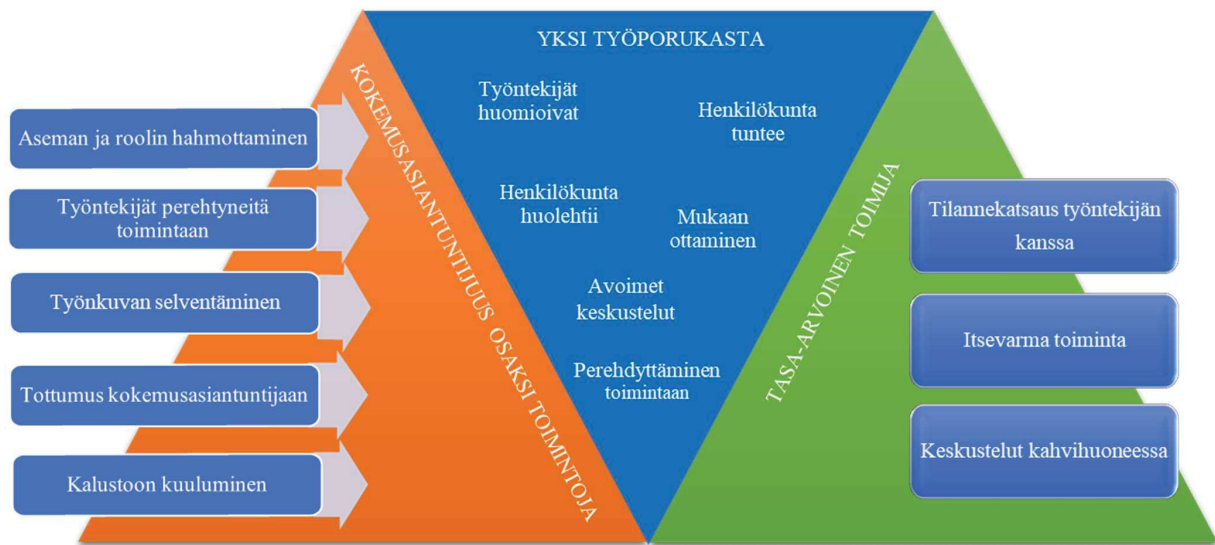 KOKEMUSASIANTUNTIJUUS OSAKSI TOIMINTOJA
Aseman ja roolin hahmottaminen
Työntekijät perehtyneitä
toimintaan
Työnkuvan selventäminen
Tottumus kokemusasiantuntijaan
Kalustoon kuuluminen
YKSI TYÖPORUKASTA
Työntekijät
huomioivat
Henkilökunta
tuntee
Henkilökunta
huolehtii
Mukaan
ottaminen
Avoimet
keskustelut
Perehdyttäminen
toimintaan
TASA-ARVOINEN TOIMIJA
Tilannekatsaus työntekijän
kanssa
Itsevarma toiminta
Keskustelut kahvihuoneessa